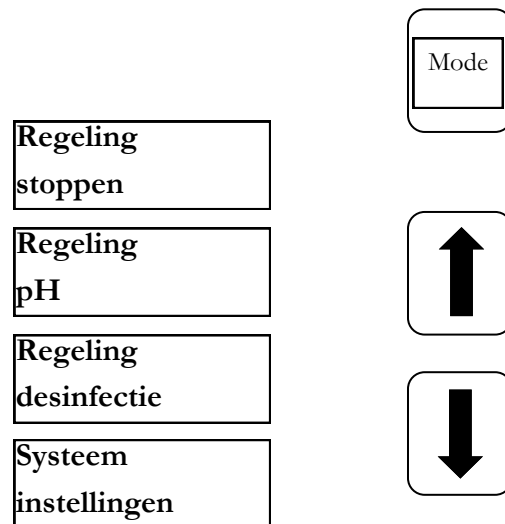 Mode
Regeling
stoppen
Regeling
pH
Regeling
desinfectie
Systeem
instellingen